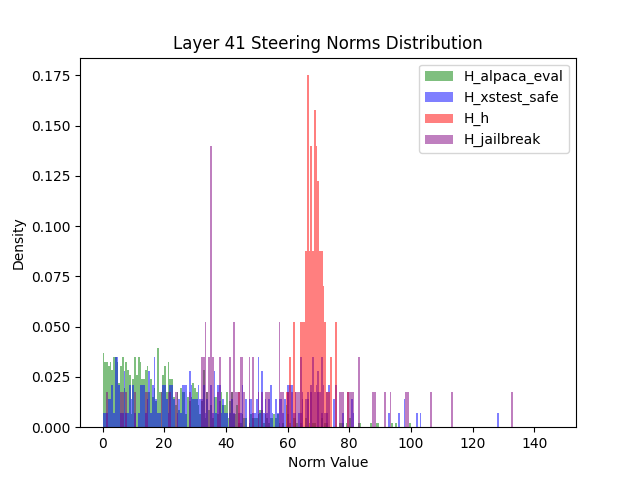 Layer 41 Steering Norms Distribution
H_alpaca_eval
H_xstest_safe
H_h
H_jailbreak
0.175
0.150
0.125
0.100
0.075
0.050
0.025
0.000
Density
0 20 40 60 80 100 120 140
Norm Value